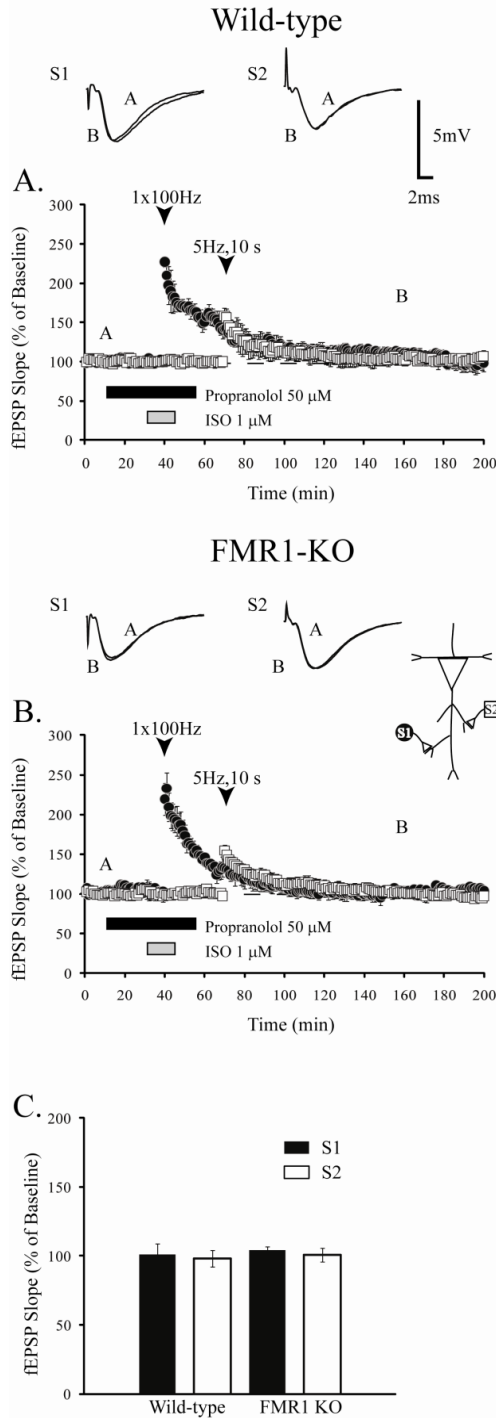 Wild-type
S1
S2
A
B
A
B
5mV
2ms
A.
1x100Hz
5Hz,10 s
300
250
200
150
100
50
0
fEPSP Slope (% of Baseline)
A
B
Propranolol 50 µM
ISO 1 µM
0 20 40 60 80 100 120 140 160 180 200
Time (min)
FMR1-KO
S1
S2
A
B
A
B
S1
S2
B.
1x100Hz
5Hz,10 s
300
250
200
150
100
50
0
fEPSP Slope (% of Baseline)
A
B
Propranolol 50 µM
ISO 1 µM
0 20 40 60 80 100 120 140 160 180 200
Time (min)
C.
200
150
100
50
0
fEPSP Slope (% of Baseline)
S1
S2
Wild-type FMR1 KO